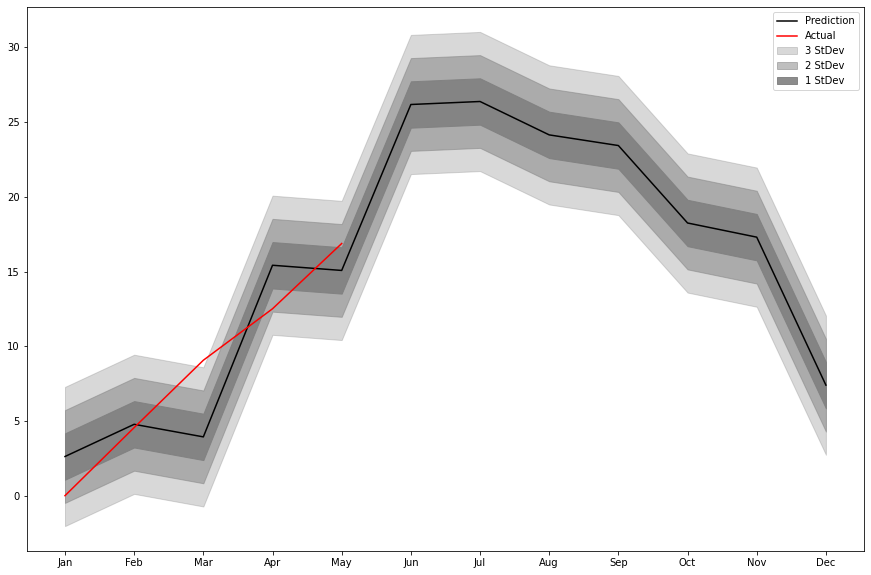 Prediction
Actual
3 StDev
2 StDev
1 StDev
30
25
20
15
10
5
0
Jan Feb Mar Apr May Jun Jul Aug Sep Oct Nov Dec